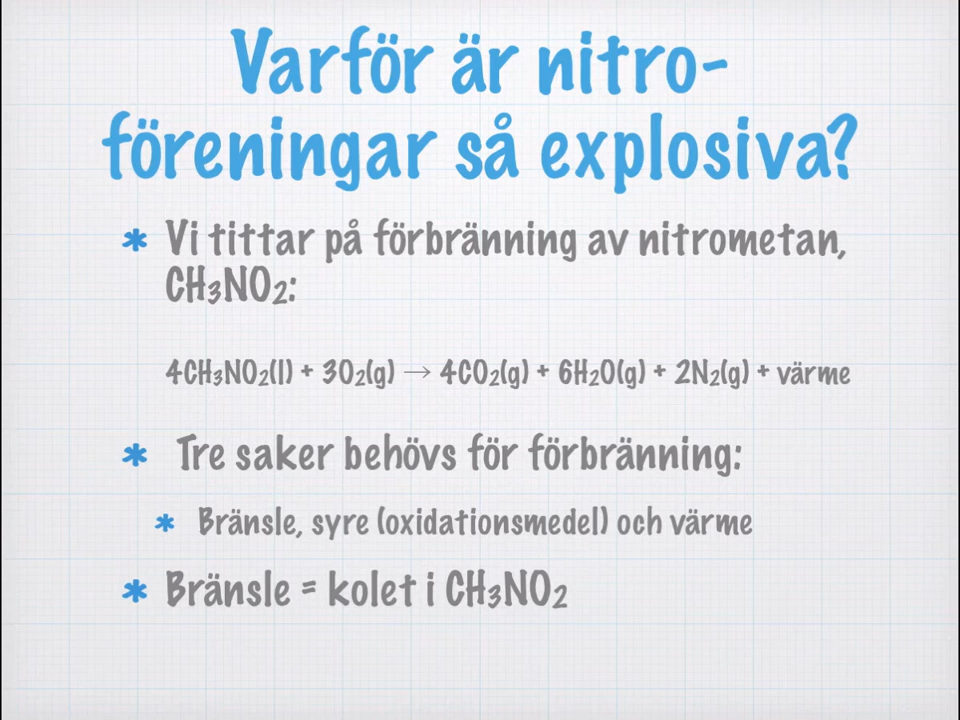 Varför är nitro-
föreningar så explosiva?
* Vi tittar på förbränning av nitrometan,
CH₃NO₂:
4CH₃NO₂(l) + 3O₂(g) → 4CO₂(g) + 6H₂O(g) + 2N₂(g) + värme
* Tre saker behövs för förbränning:
* Bränsle, syre (oxidationsmedel) och värme
* Bränsle = kolet i CH₃NO₂